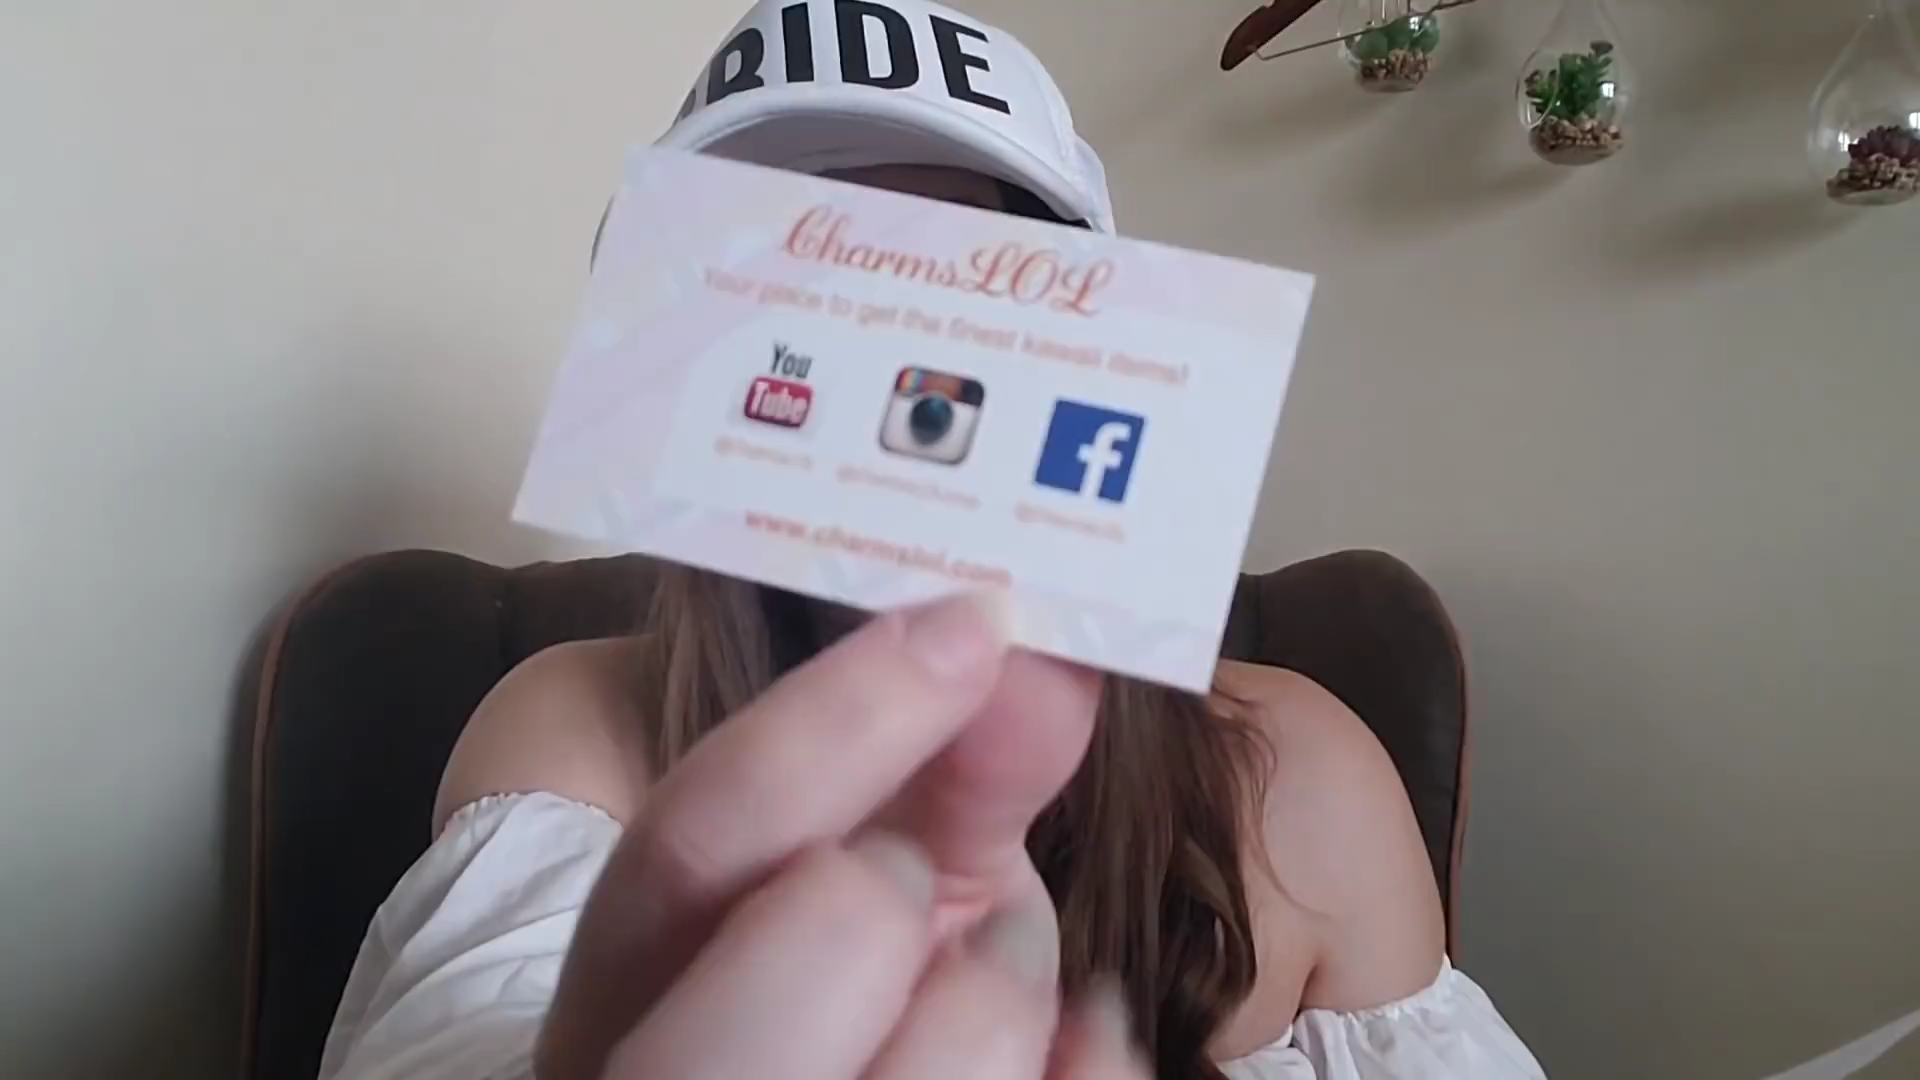 RIDE
CharmsLOL
Your place to get the finest kawaii items!
You
Tube
f
www.charmslol.com